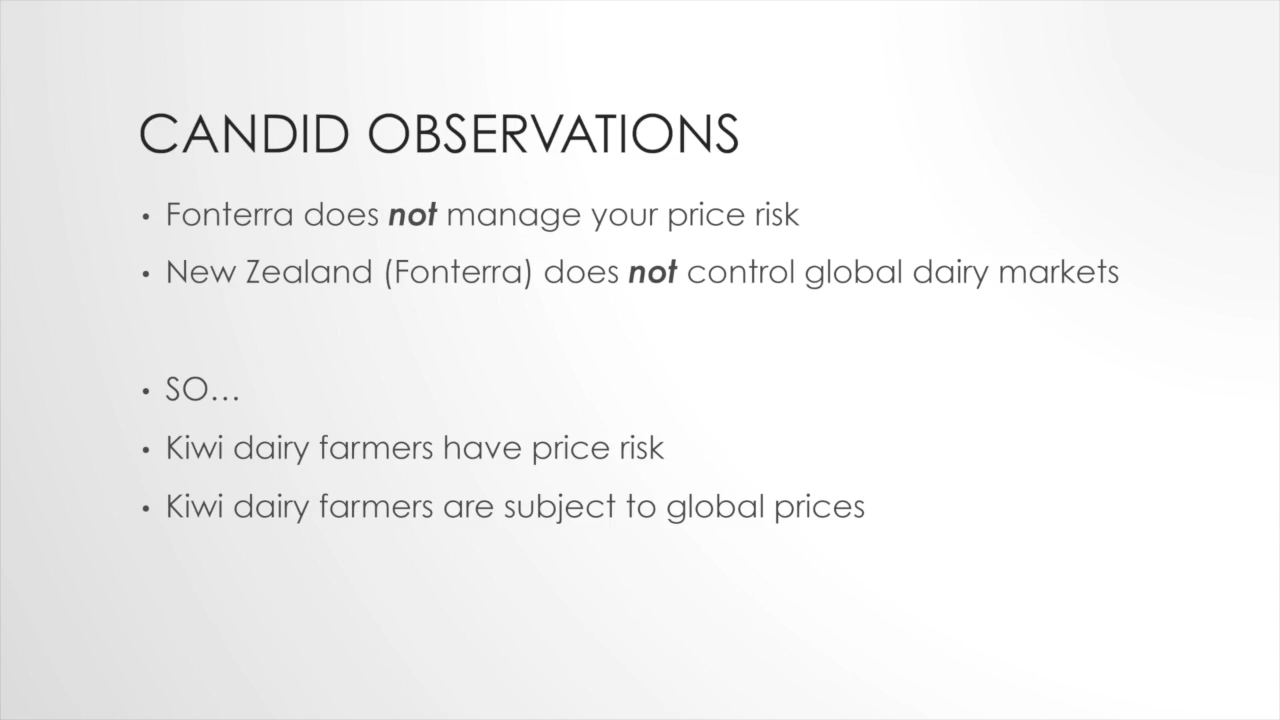 CANDID OBSERVATIONS
• Fonterra does not manage your price risk
• New Zealand (Fonterra) does not control global dairy markets
• SO...
• Kiwi dairy farmers have price risk
• Kiwi dairy farmers are subject to global prices